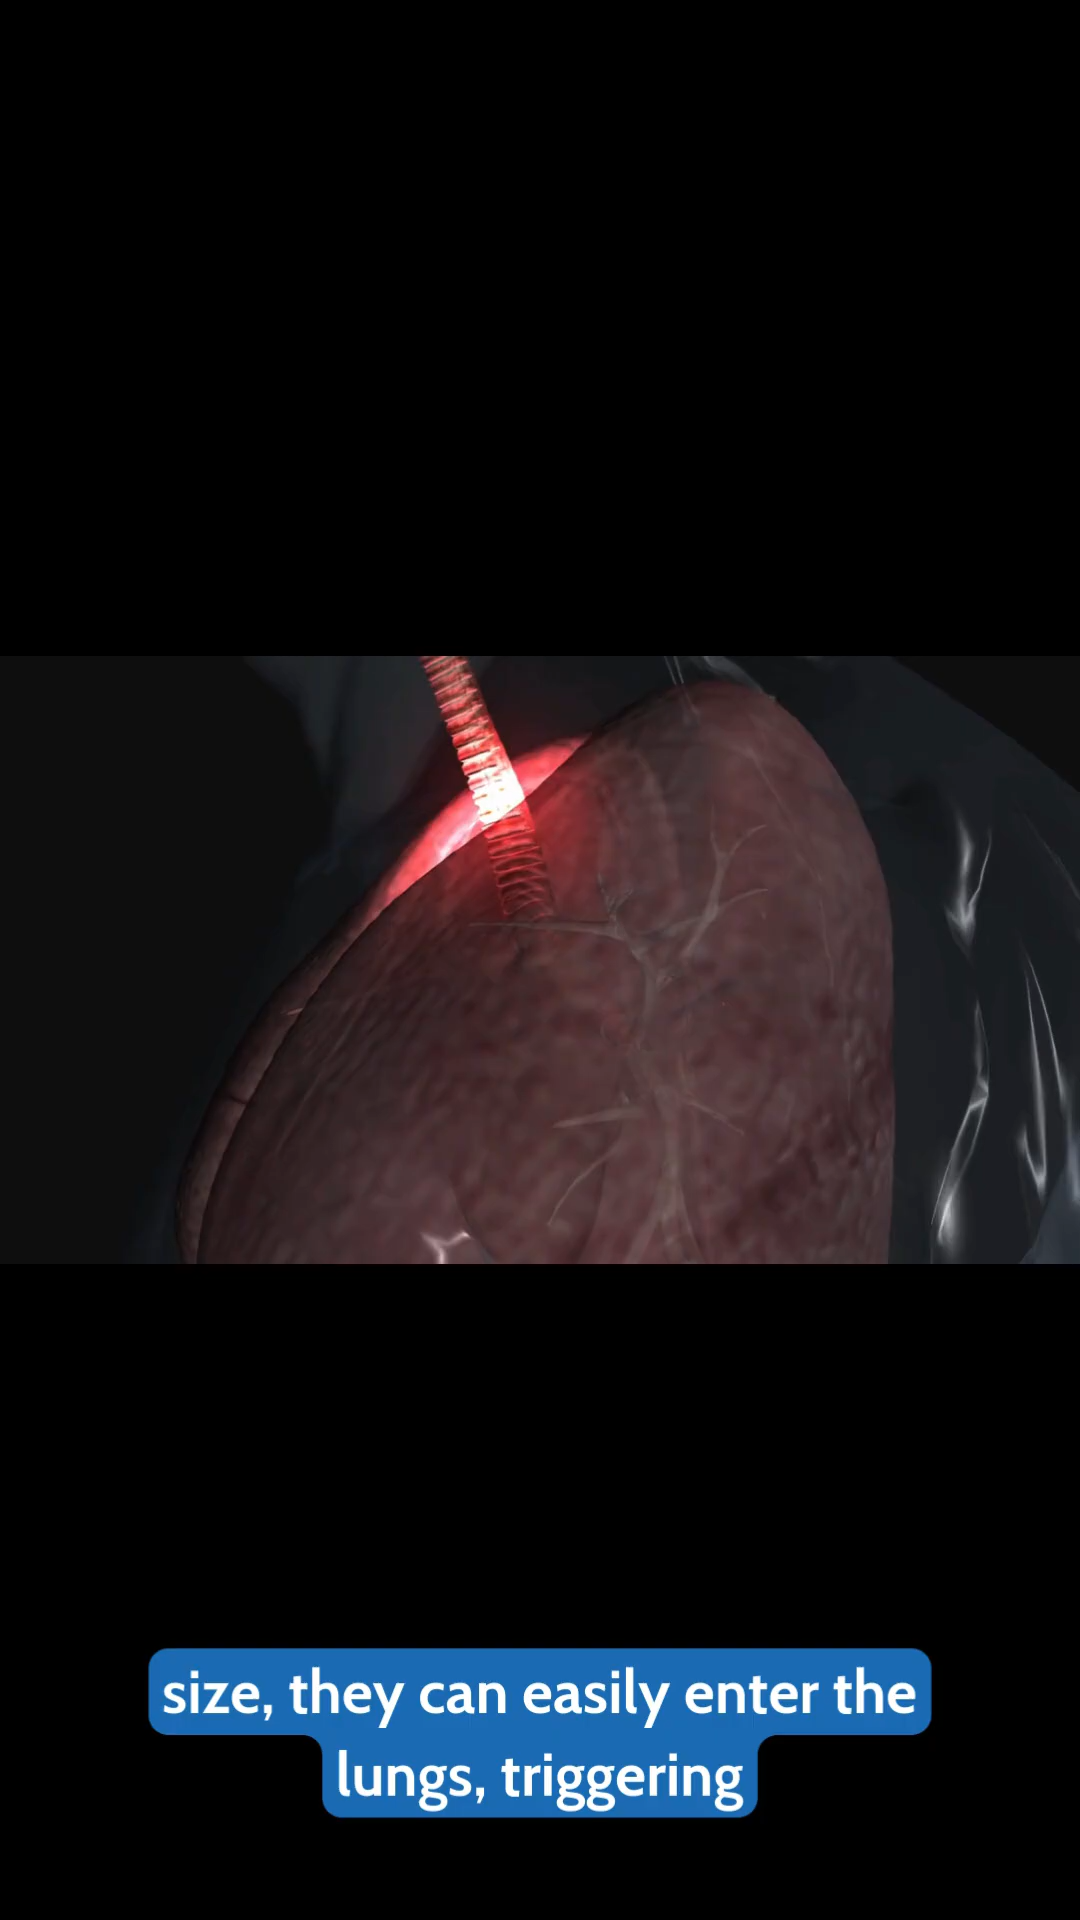 size, they can easily enter the
lungs, triggering